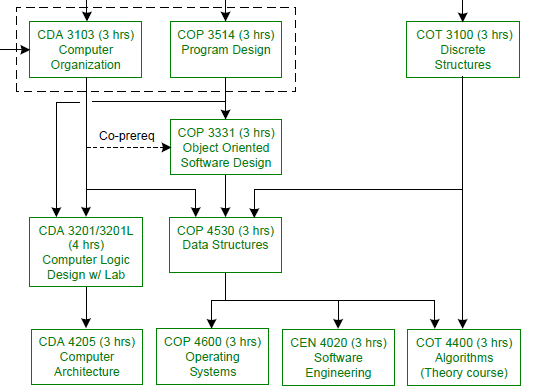 CDA 3103 (3 hrs)
Computer
Organization
COP 3514 (3 hrs)
Program Design
COT 3100 (3 hrs)
Discrete
Structures
Co-prereq
COP 3331 (3 hrs)
Object Oriented
Software Design
CDA 3201/3201L
(4 hrs)
Computer Logic
Design w/ Lab
COP 4530 (3 hrs)
Data Structures
CDA 4205 (3 hrs)
Computer
Architecture
COP 4600 (3 hrs)
Operating
Systems
CEN 4020 (3 hrs)
Software
Engineering
COT 4400 (3 hrs)
Algorithms
(Theory course)